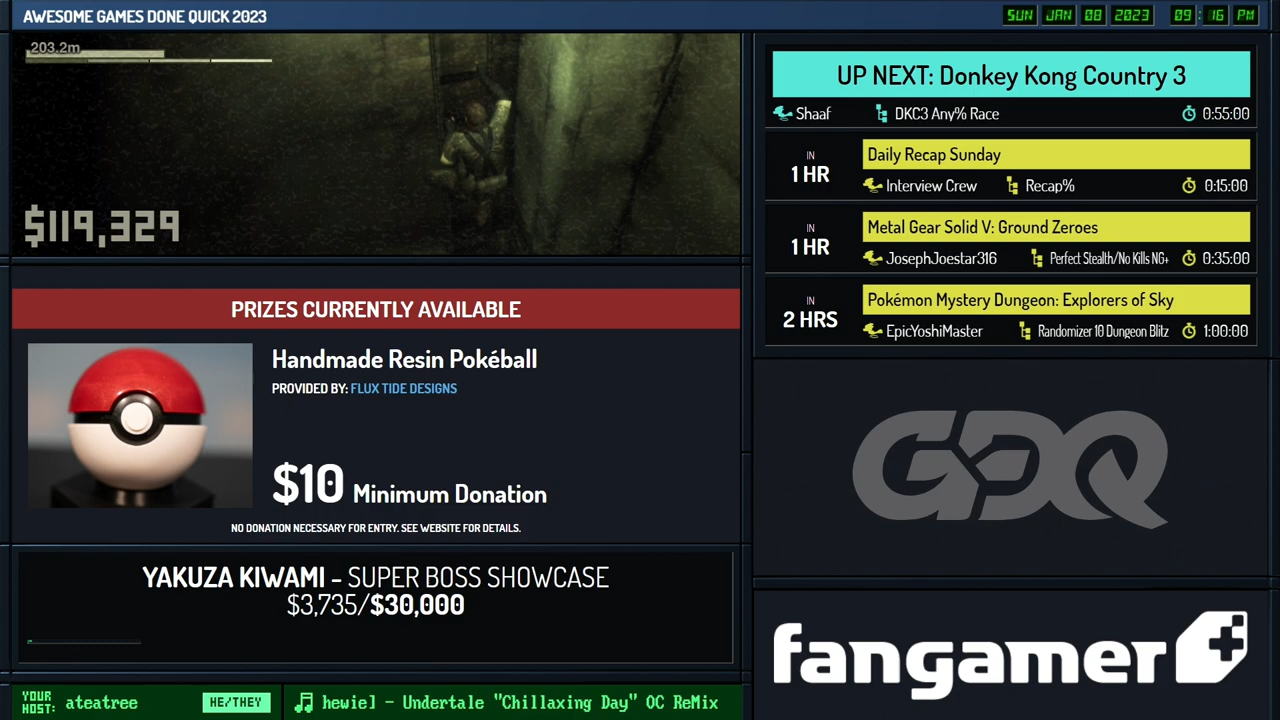 AWESOME GAMES DONE QUICK 2023
SUN JAN 08 2023 09:16 PM
203.2m
$119,329
UP NEXT: Donkey Kong Country 3
Shaaf DKC3 Any% Race 0:55:00
IN 1 HR
Daily Recap Sunday
Interview Crew Recap% 0:15:00
IN 1 HR
Metal Gear Solid V: Ground Zeroes
JosephJoestar316 Perfect Stealth/No Kills NG+ 0:35:00
IN 2 HRS
Pokémon Mystery Dungeon: Explorers of Sky
EpicYoshiMaster Randomizer 10 Dungeon Blitz 1:00:00
PRIZES CURRENTLY AVAILABLE
Handmade Resin Pokéball
PROVIDED BY: FLUX TIDE DESIGNS
$10 Minimum Donation
NO DONATION NECESSARY FOR ENTRY. SEE WEBSITE FOR DETAILS.
GDQ
YAKUZA KIWAMI - SUPER BOSS SHOWCASE
$3,735/$30,000
fangamer
YOUR HOST: ateatree HE/THEY
hewie] - Undertale "Chillaxing Day" OC ReMix